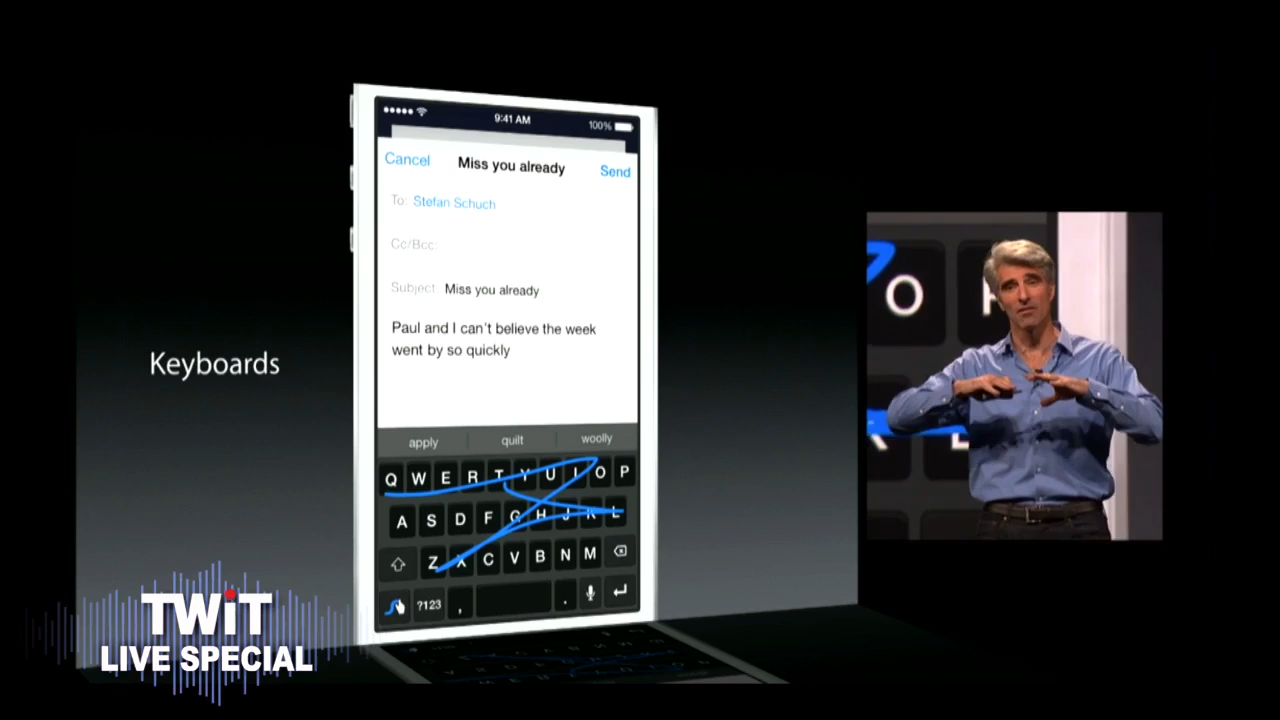 9:41 AM
100%
Cancel
Miss you already
Send
To: Stefan Schuch
Cc/Bcc:
Subject: Miss you already
Paul and I can't believe the week
went by so quickly
Keyboards
apply quilt woolly
Q W E R T Y U I O P
A S D F G H J K L
Z X C V B N M
?123 , .
O
TWiT
LIVE SPECIAL